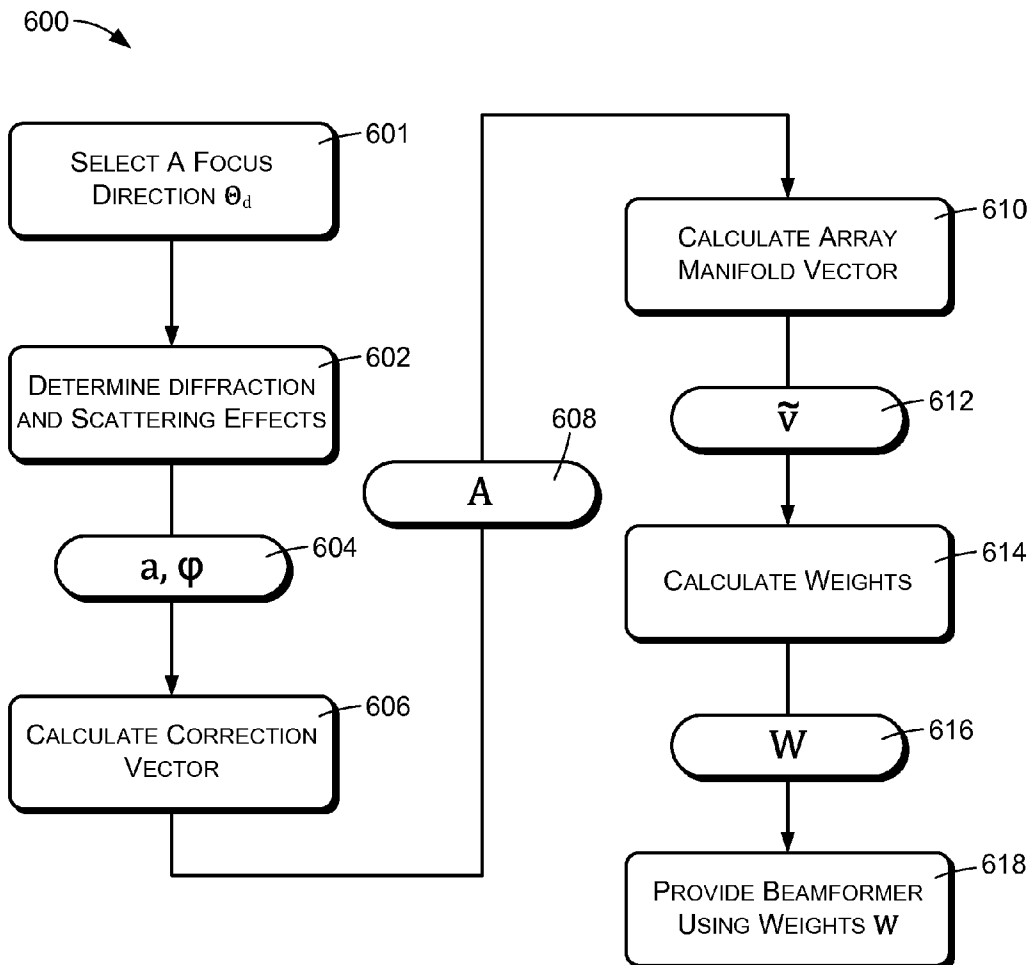 600
601
SELECT A FOCUS
DIRECTION Θd
602
DETERMINE DIFFRACTION
AND SCATTERING EFFECTS
604
a, φ
606
CALCULATE CORRECTION
VECTOR
608
A
610
CALCULATE ARRAY
MANIFOLD VECTOR
612
ṽ
614
CALCULATE WEIGHTS
616
W
618
PROVIDE BEAMFORMER
USING WEIGHTS W